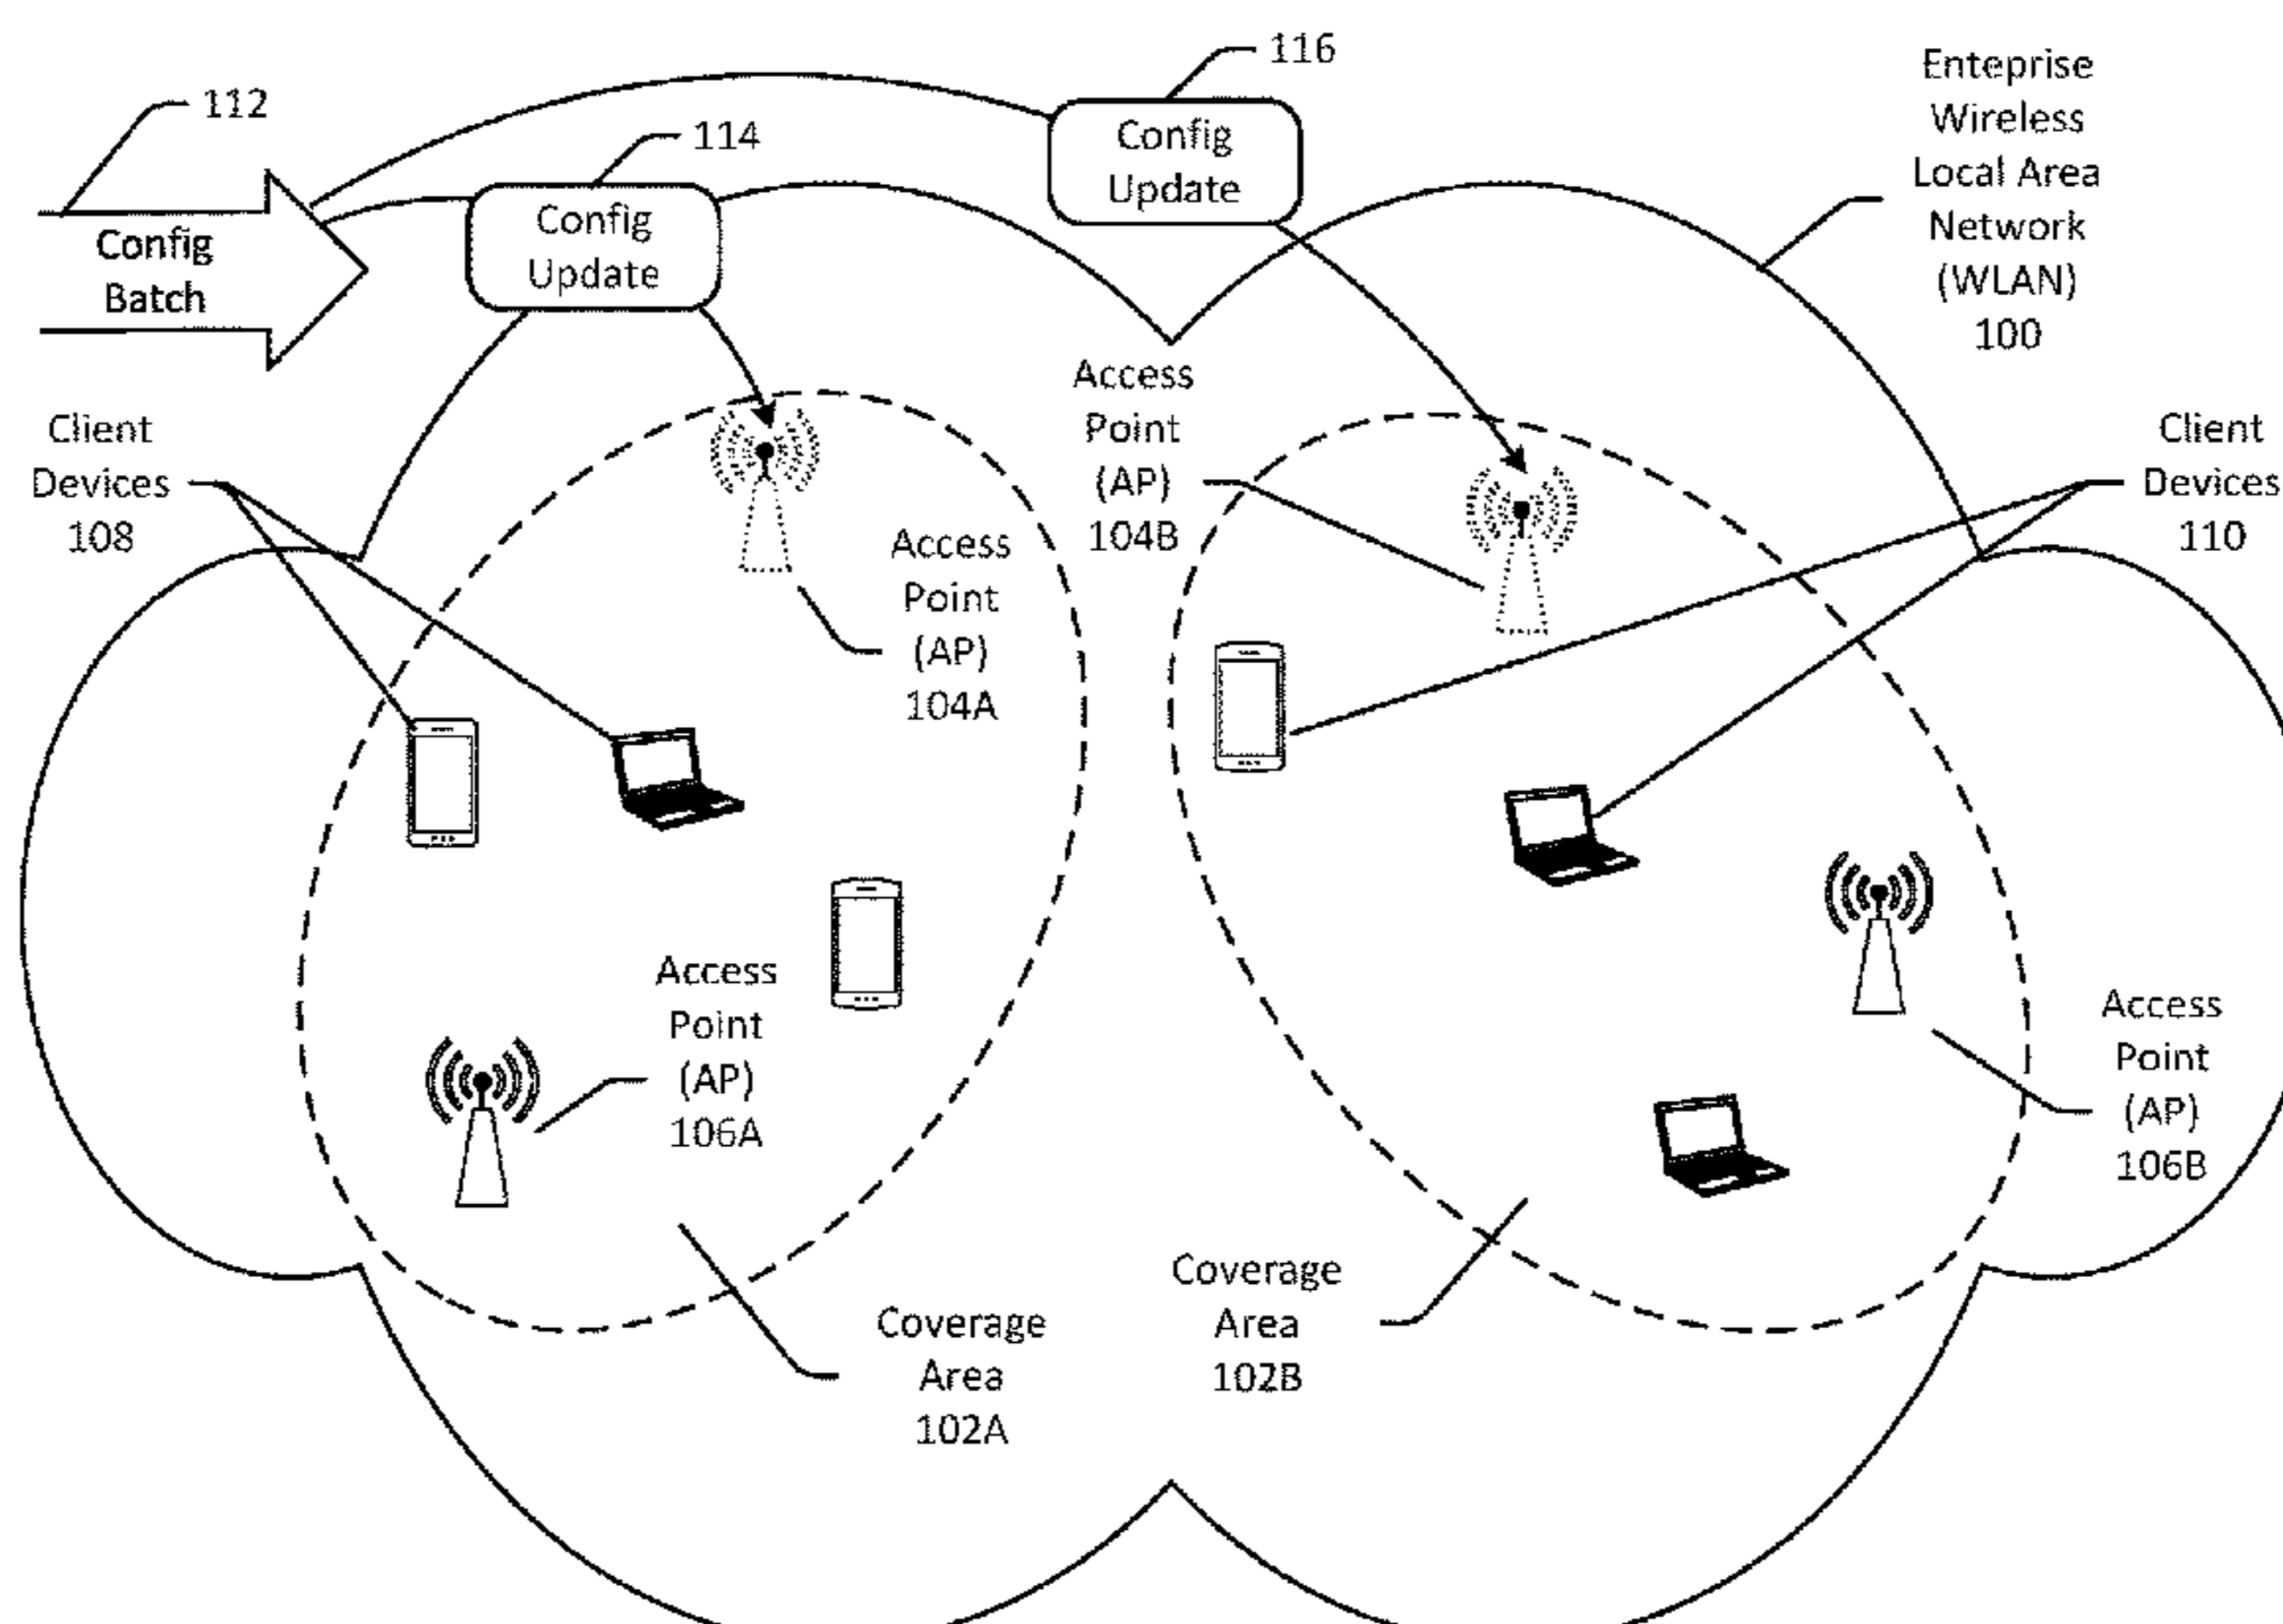 116
Enteprise
Wireless
Local Area
Network
(WLAN)
100
112
114
Config
Update
Config
Update
Config
Batch
Client
Devices
108
Access
Point
(AP)
104B
Client
Devices
110
Access
Point
(AP)
104A
Access
Point
(AP)
106A
Access
Point
(AP)
106B
Coverage
Area
102A
Coverage
Area
102B